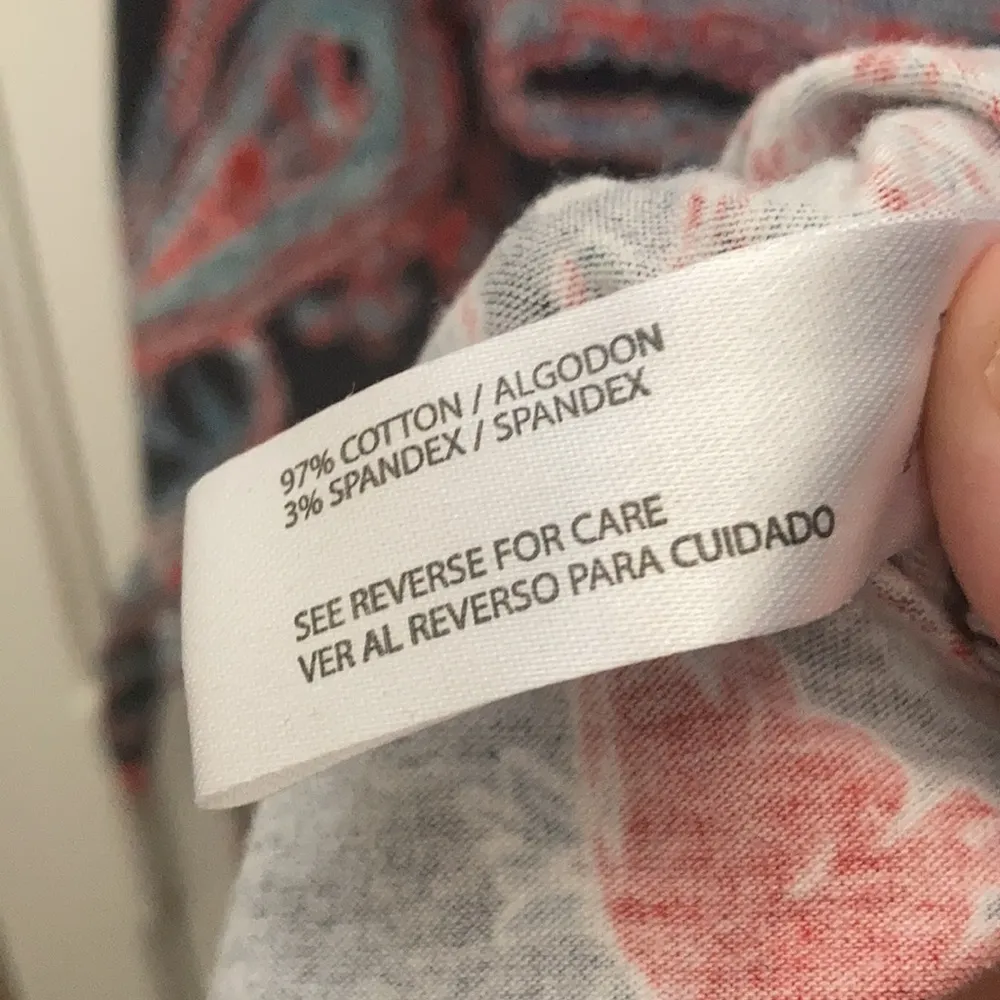 97% COTTON / ALGODON
3% SPANDEX / SPANDEX
SEE REVERSE FOR CARE
VER AL REVERSO PARA CUIDADO